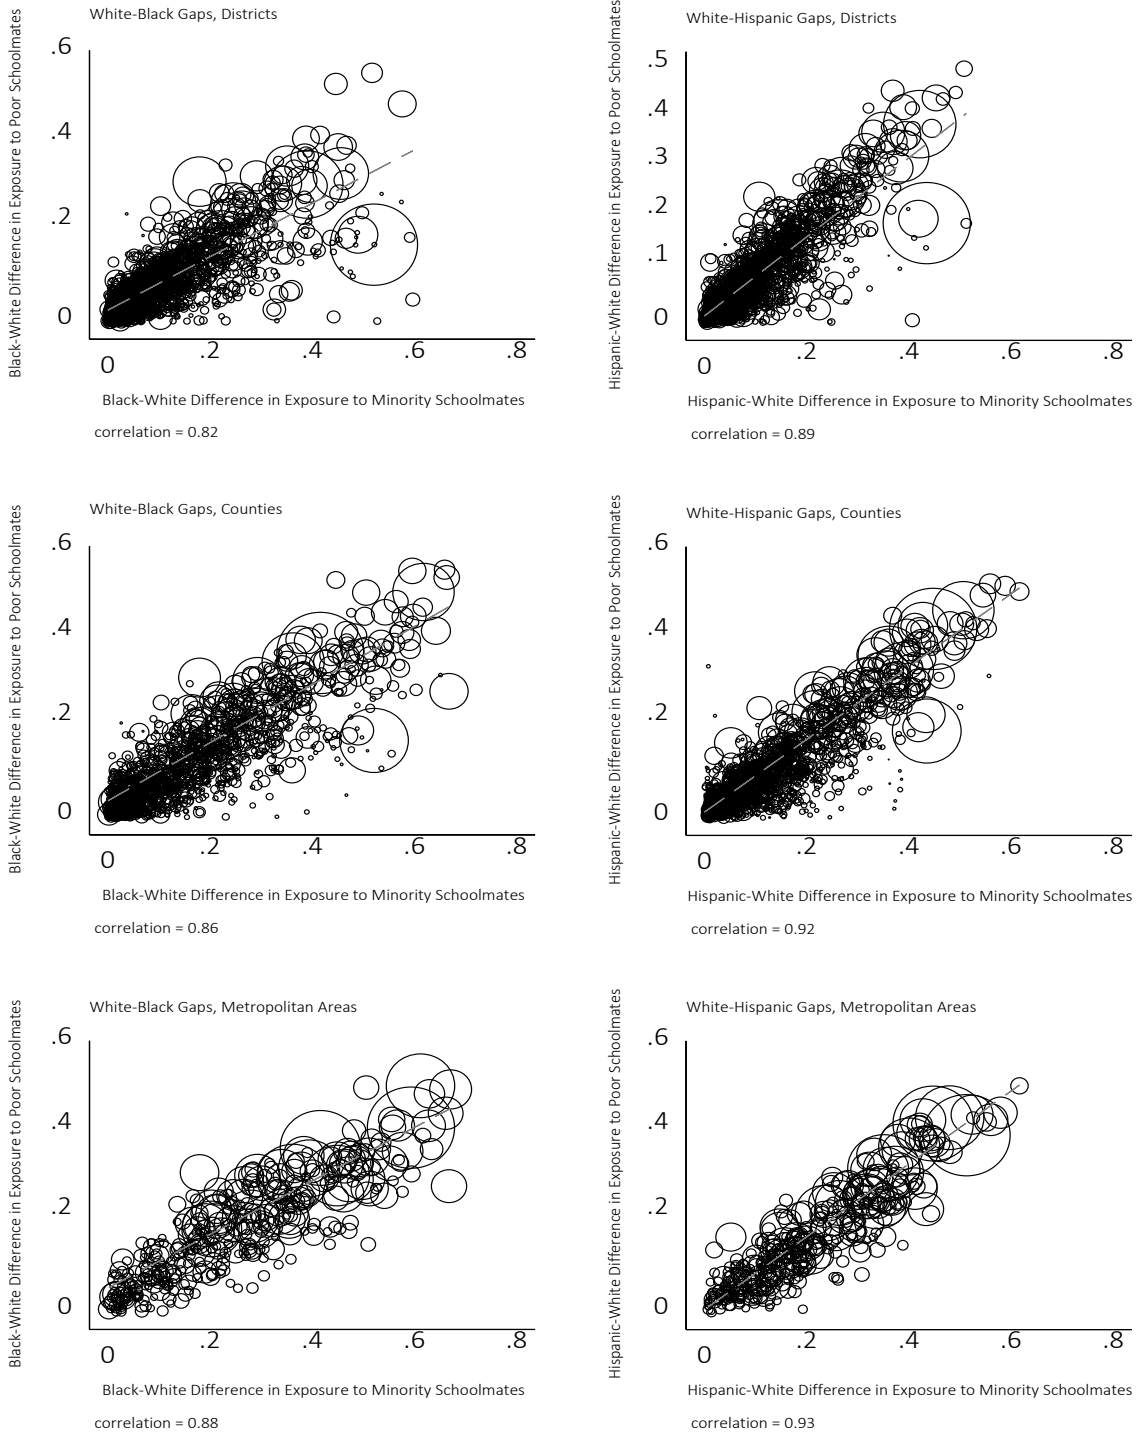 White-Black Gaps, Districts
Black-White Difference in Exposure to Poor Schoolmates
.6
.4
.2
0
0
.2
.4
.6
.8
Black-White Difference in Exposure to Minority Schoolmates
correlation = 0.82
White-Hispanic Gaps, Districts
Hispanic-White Difference in Exposure to Poor Schoolmates
.5
.4
.3
.2
.1
0
0
.2
.4
.6
.8
Hispanic-White Difference in Exposure to Minority Schoolmates
correlation = 0.89
White-Black Gaps, Counties
Black-White Difference in Exposure to Poor Schoolmates
.6
.4
.2
0
0
.2
.4
.6
.8
Black-White Difference in Exposure to Minority Schoolmates
correlation = 0.86
White-Hispanic Gaps, Counties
Hispanic-White Difference in Exposure to Poor Schoolmates
.6
.4
.2
0
0
.2
.4
.6
.8
Hispanic-White Difference in Exposure to Minority Schoolmates
correlation = 0.92
White-Black Gaps, Metropolitan Areas
Black-White Difference in Exposure to Poor Schoolmates
.6
.4
.2
0
0
.2
.4
.6
.8
Black-White Difference in Exposure to Minority Schoolmates
correlation = 0.88
White-Hispanic Gaps, Metropolitan Areas
Hispanic-White Difference in Exposure to Poor Schoolmates
.6
.4
.2
0
0
.2
.4
.6
.8
Hispanic-White Difference in Exposure to Minority Schoolmates
correlation = 0.93